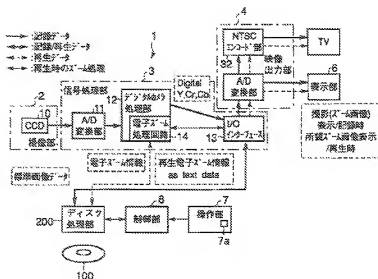 記録データ
記録/再生データ
再生データ
再生時のズーム処理
1
2
10
CCD
撮像部
3
信号処理部
11
A/D
変換部
12
デジタルカメラ
処理部
電子ズーム
処理回路
14
Digital
Y,Cr,Cb
I/O
インターフェース
13
4
32
NTSC
エンコード部
A/D
変換部
映像
出力部
TV
6
表示部
撮影(ズーム画像)
表示/記録時
所望ズーム画像表示
/再生時
電子ズーム情報
再生電子ズーム情報
as text data
標準画像データ
200
ディスク
処理部
8
制御部
7
操作部
7a
100